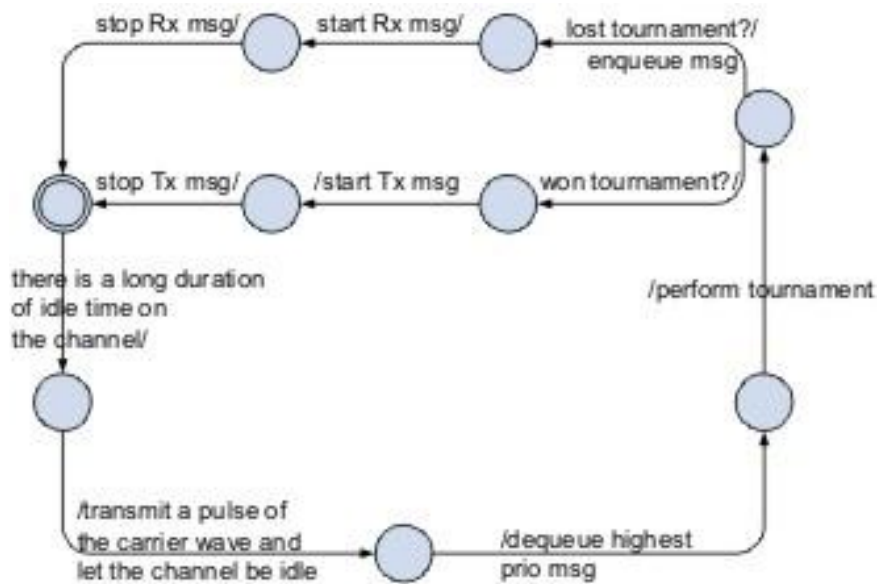 stop Rx msg/
start Rx msg/
lost tournament?/
enqueue msg
stop Tx msg/
/start Tx msg
won tournament?/
there is a long duration
of idle time on
the channel/
/perform tournament
/transmit a pulse of
the carrier wave and
let the channel be idle
/dequeue highest
prio msg